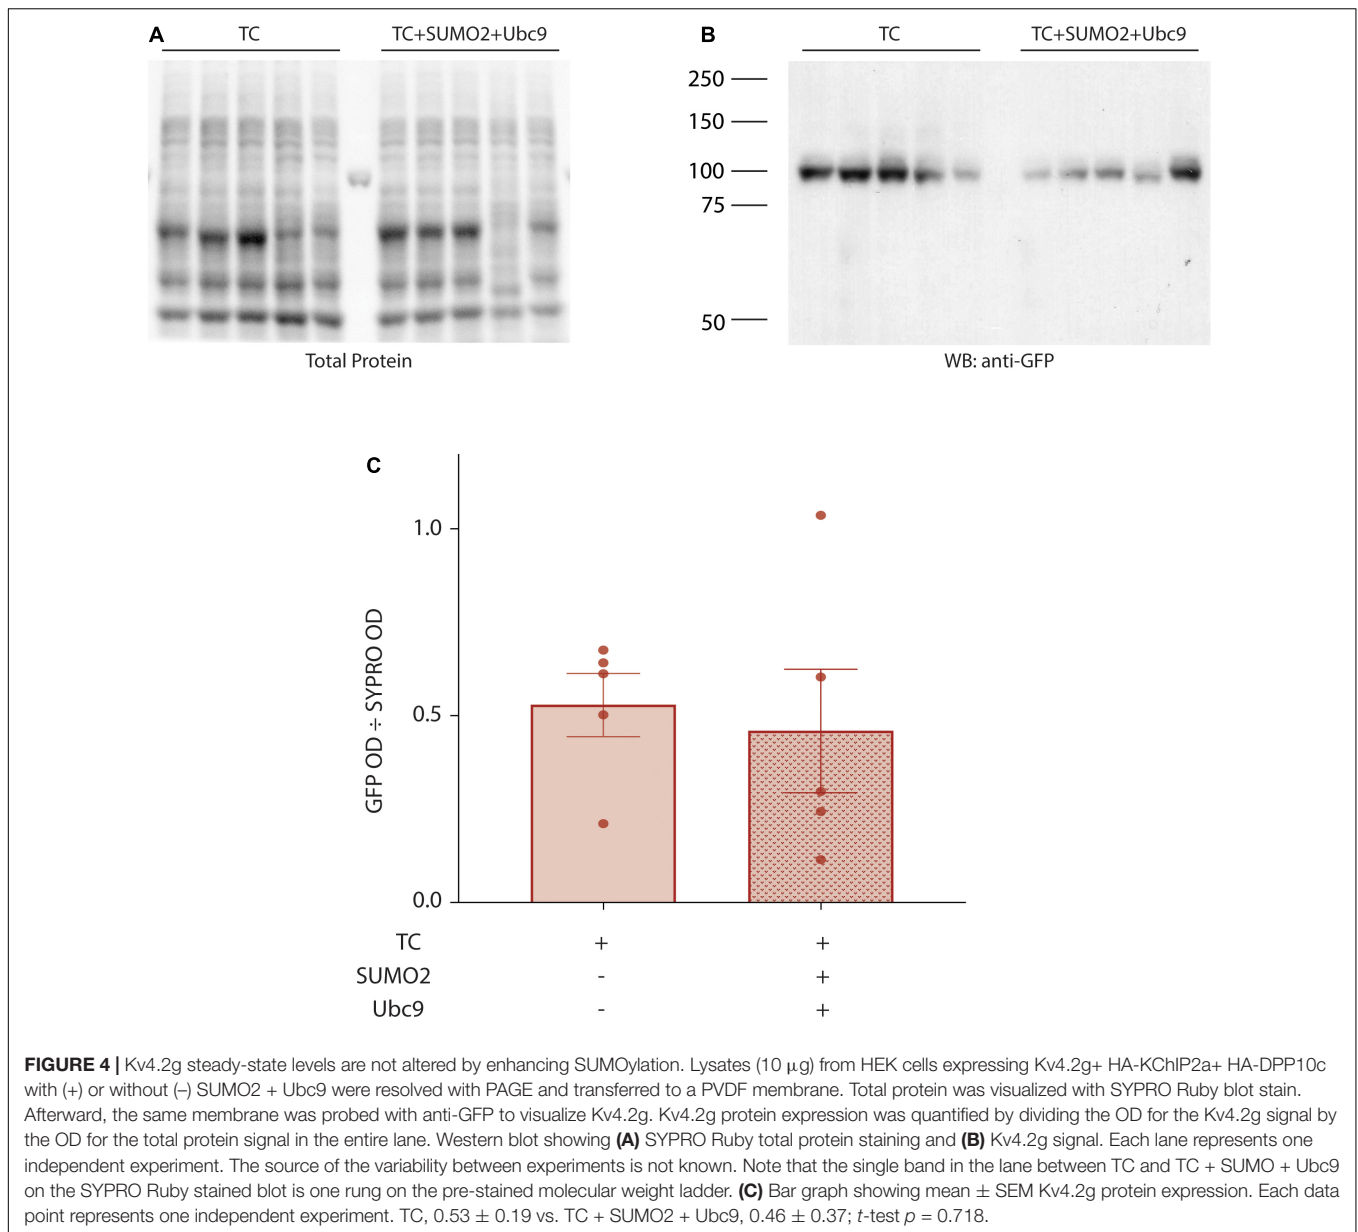 A
TC
TC+SUMO2+Ubc9
Total Protein
B
TC
TC+SUMO2+Ubc9
250
150
100
75
50
WB: anti-GFP
C
GFP OD ÷ SYPRO OD
1.0
0.5
0.0
TC + +
SUMO2 - +
Ubc9 - +
FIGURE 4 | Kv4.2g steady-state levels are not altered by enhancing SUMOylation. Lysates (10 μg) from HEK cells expressing Kv4.2g+ HA-KChIP2a+ HA-DPP10c
with (+) or without (–) SUMO2 + Ubc9 were resolved with PAGE and transferred to a PVDF membrane. Total protein was visualized with SYPRO Ruby blot stain.
Afterward, the same membrane was probed with anti-GFP to visualize Kv4.2g. Kv4.2g protein expression was quantified by dividing the OD for the Kv4.2g signal by
the OD for the total protein signal in the entire lane. Western blot showing (A) SYPRO Ruby total protein staining and (B) Kv4.2g signal. Each lane represents one
independent experiment. The source of the variability between experiments is not known. Note that the single band in the lane between TC and TC + SUMO + Ubc9
on the SYPRO Ruby stained blot is one rung on the pre-stained molecular weight ladder. (C) Bar graph showing mean ± SEM Kv4.2g protein expression. Each data
point represents one independent experiment. TC, 0.53 ± 0.19 vs. TC + SUMO2 + Ubc9, 0.46 ± 0.37; t-test p = 0.718.